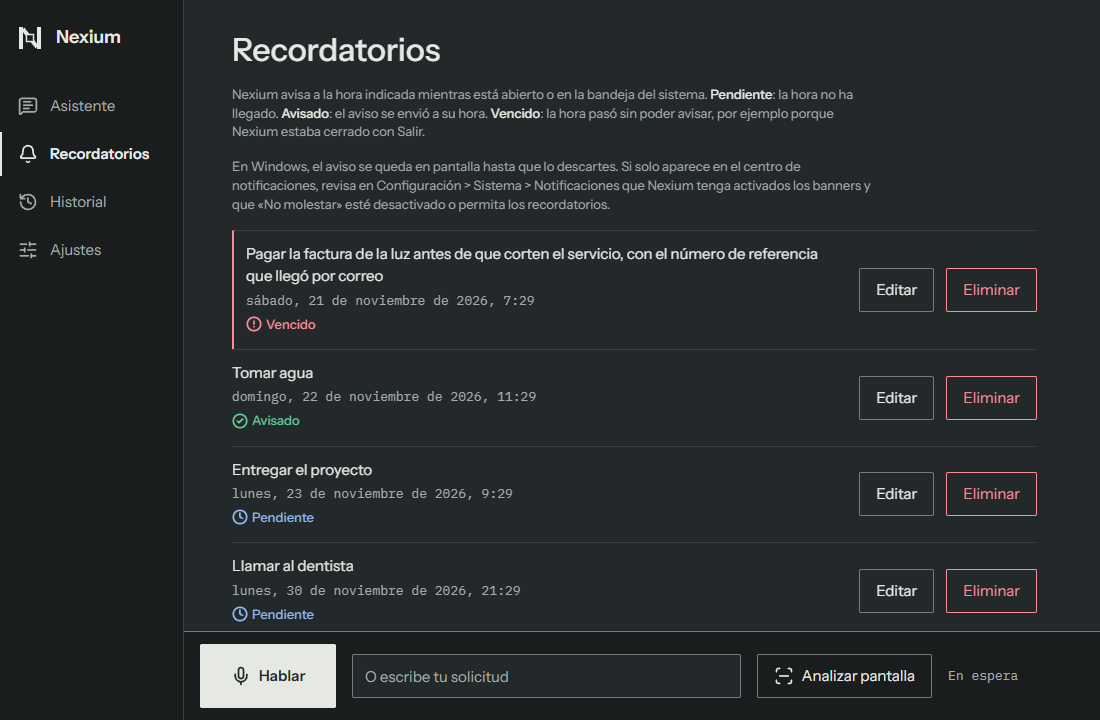 Nexium
Asistente
Recordatorios
Historial
Ajustes
Recordatorios
Nexium avisa a la hora indicada mientras está abierto o en la bandeja del sistema. Pendiente: la hora no ha
llegado. Avisado: el aviso se envió a su hora. Vencido: la hora pasó sin poder avisar, por ejemplo porque
Nexium estaba cerrado con Salir.
En Windows, el aviso se queda en pantalla hasta que lo descartes. Si solo aparece en el centro de
notificaciones, revisa en Configuración > Sistema > Notificaciones que Nexium tenga activados los banners y
que «No molestar» esté desactivado o permita los recordatorios.
Pagar la factura de la luz antes de que corten el servicio, con el número de referencia
que llegó por correo
sábado, 21 de noviembre de 2026, 7:29
Vencido
Editar
Eliminar
Tomar agua
domingo, 22 de noviembre de 2026, 11:29
Avisado
Editar
Eliminar
Entregar el proyecto
lunes, 23 de noviembre de 2026, 9:29
Pendiente
Editar
Eliminar
Llamar al dentista
lunes, 30 de noviembre de 2026, 21:29
Pendiente
Editar
Eliminar
Hablar
O escribe tu solicitud
Analizar pantalla
En espera